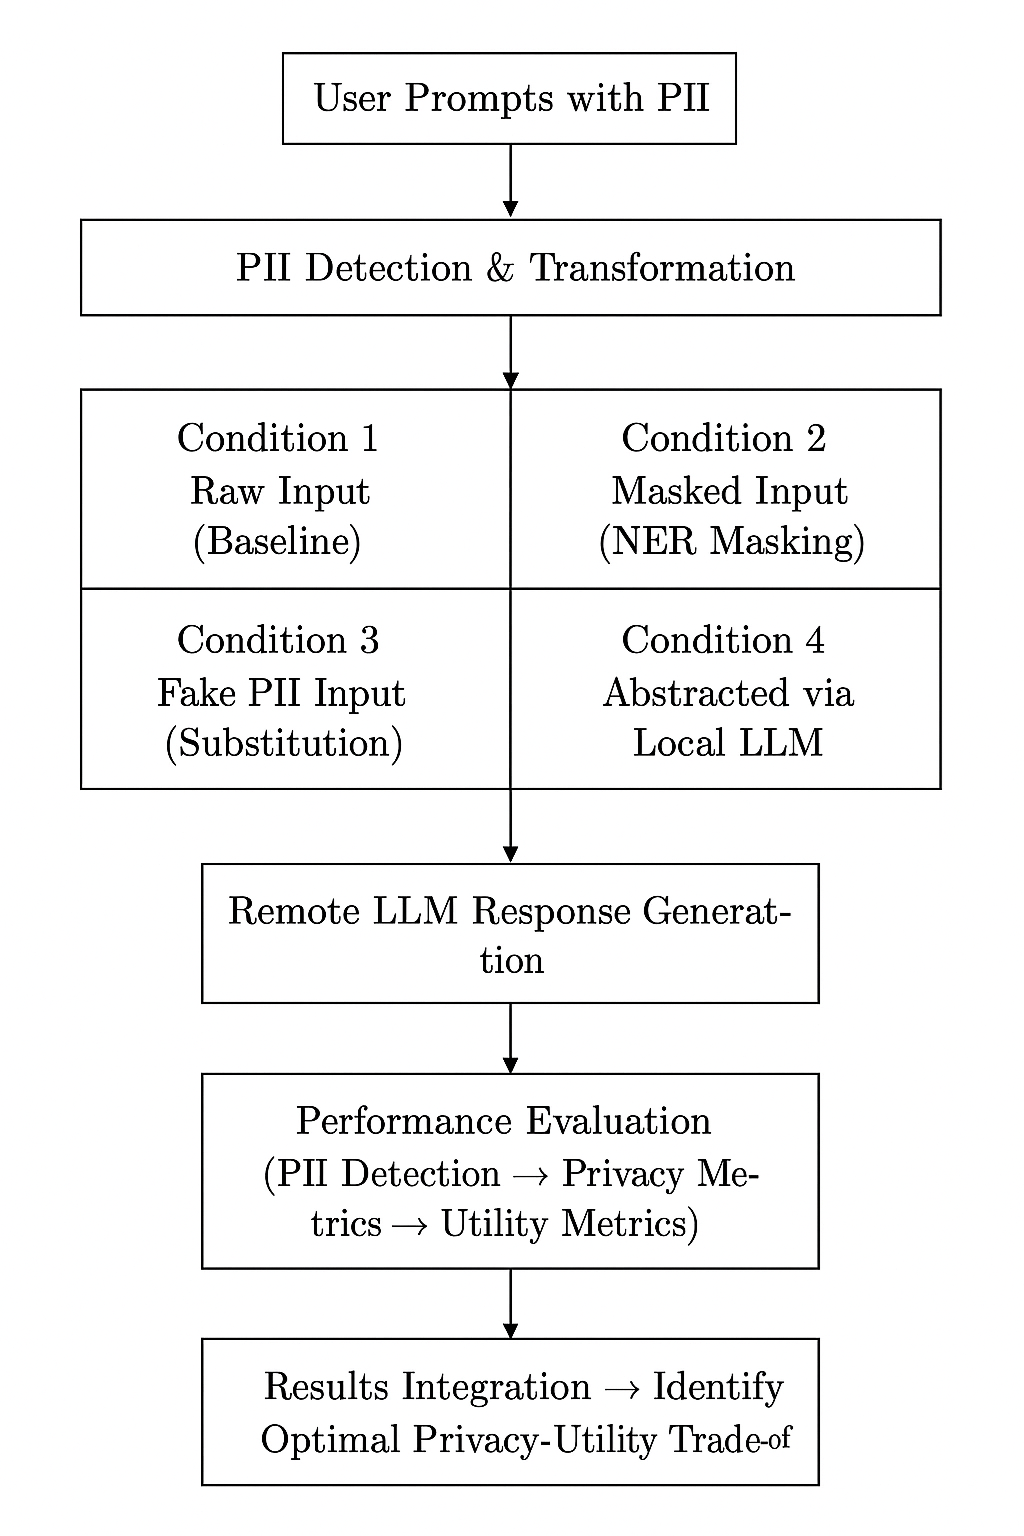 User Prompts with PII
PII Detection & Transformation
Condition 1
Raw Input
(Baseline)
Condition 2
Masked Input
(NER Masking)
Condition 3
Fake PII Input
(Substitution)
Condition 4
Abstracted via
Local LLM
Remote LLM Response Generat-
tion
Performance Evaluation
(PII Detection → Privacy Me-
trics → Utility Metrics)
Results Integration → Identify
Optimal Privacy-Utility Trade-of